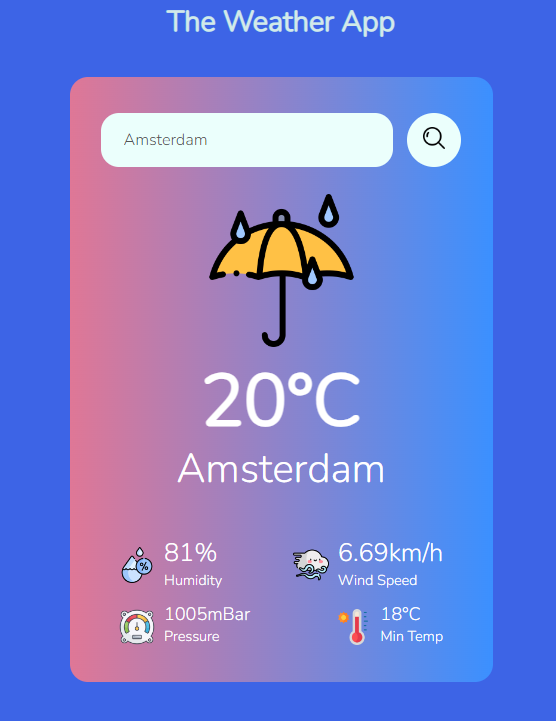 The Weather App
Amsterdam
20°C
Amsterdam
81%
Humidity
6.69km/h
Wind Speed
%
1005mBar
Pressure
18°C
Min Temp